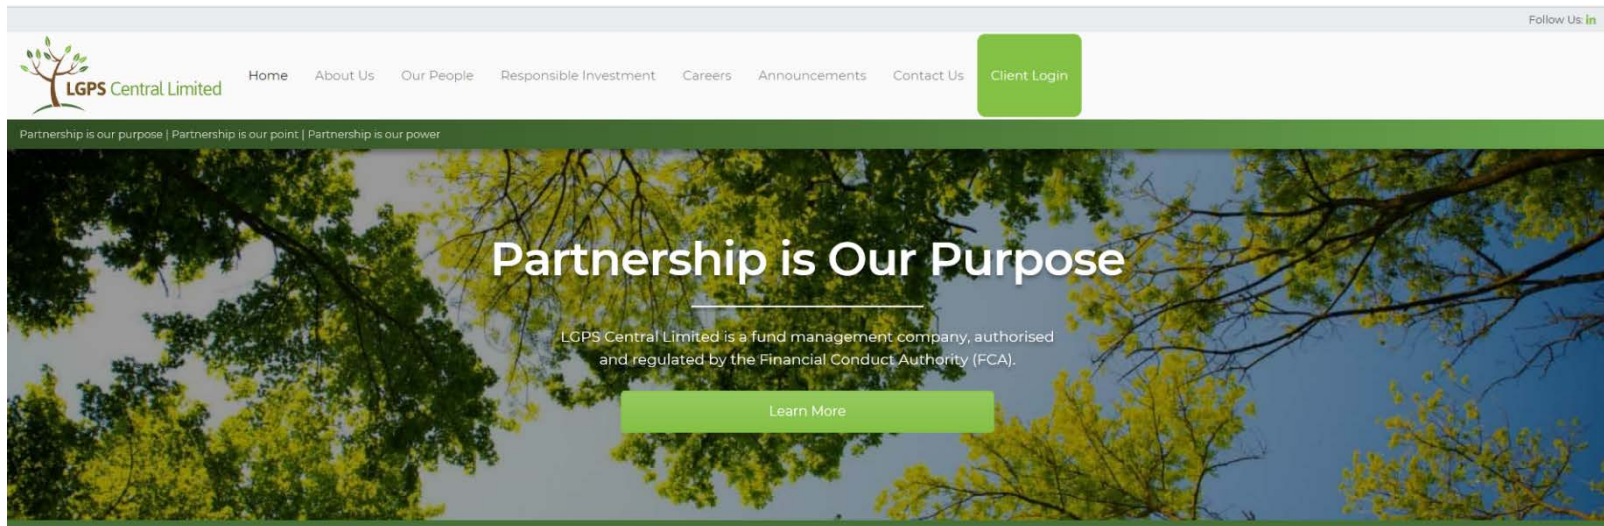 Follow Us: in
LGPS Central Limited
Home About Us Our People Responsible Investment Careers Announcements Contact Us Client Login
Partnership is our purpose | Partnership is our point | Partnership is our power
Partnership is Our Purpose
LGPS Central Limited is a fund management company, authorised
and regulated by the Financial Conduct Authority (FCA).
Learn More